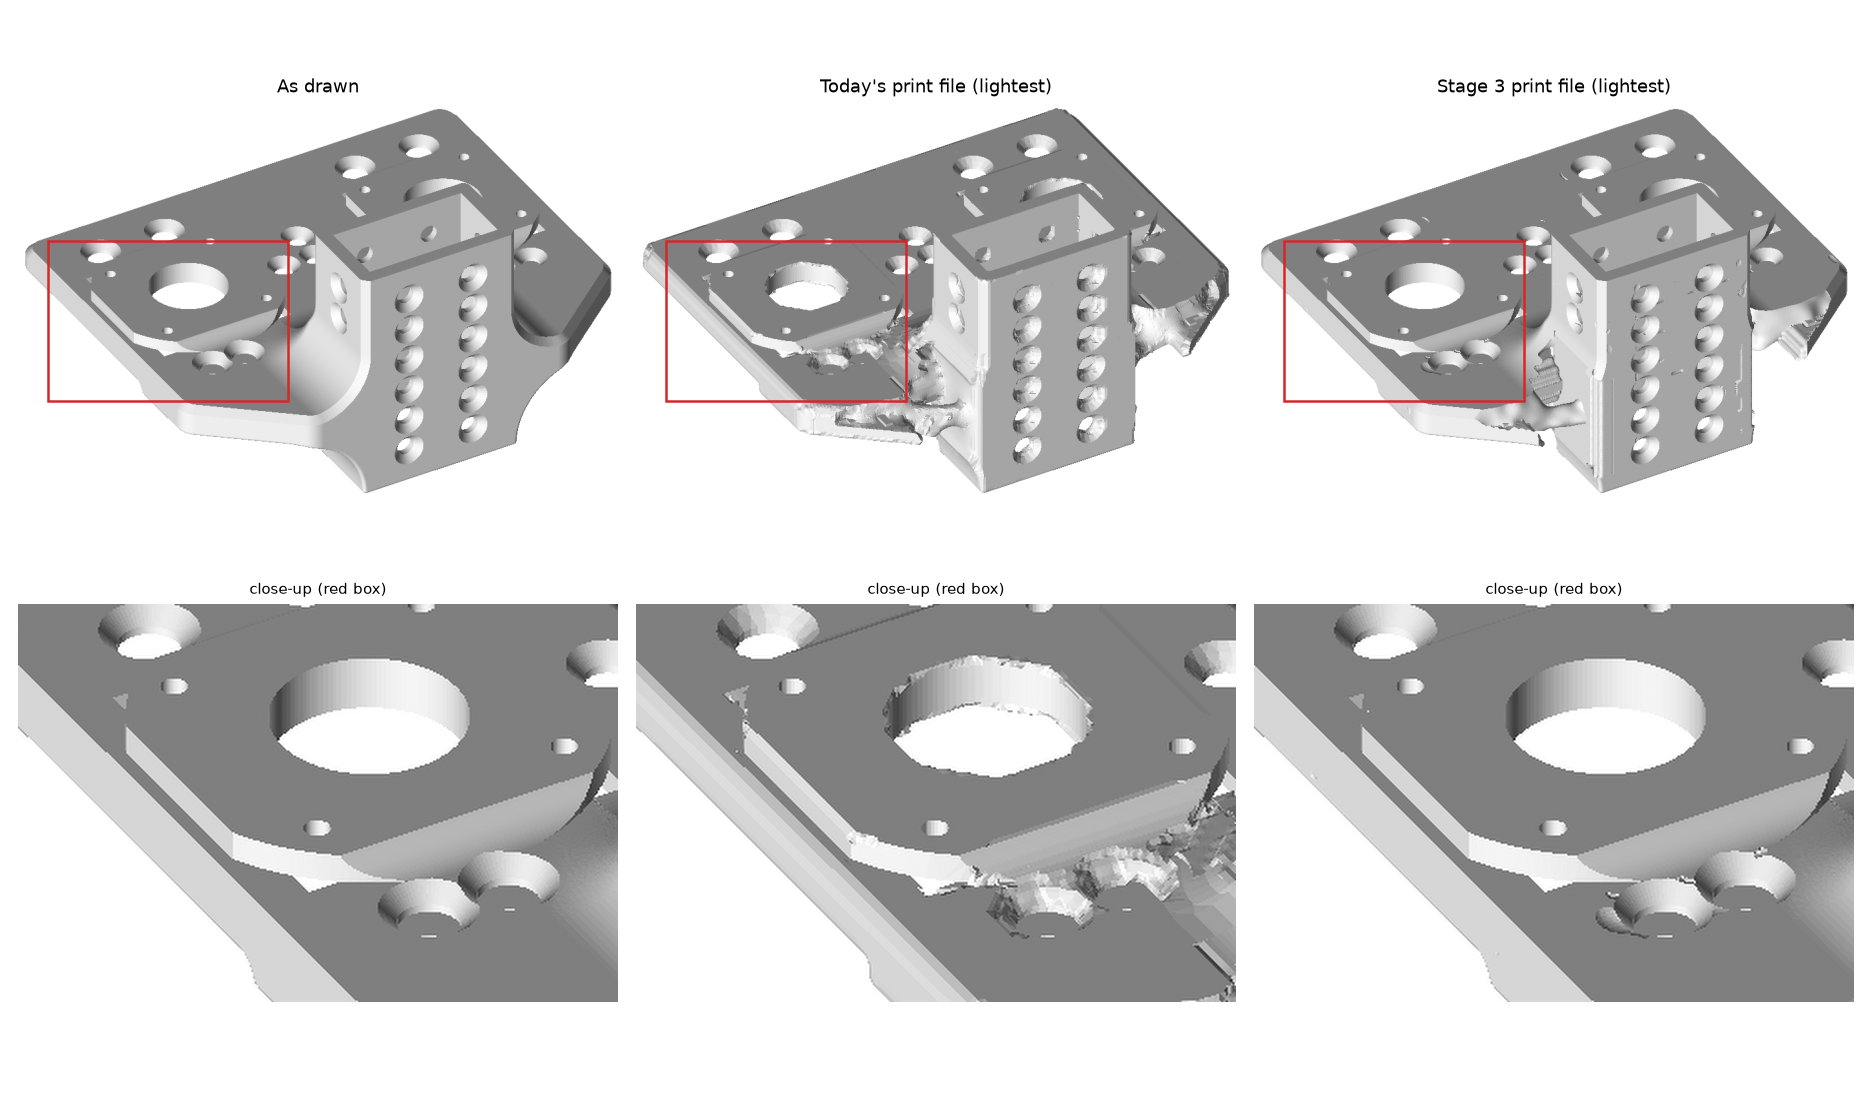 As drawn
Today's print file (lightest)
Stage 3 print file (lightest)
close-up (red box)
close-up (red box)
close-up (red box)